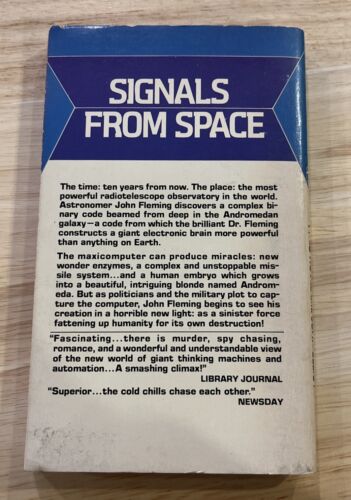 SIGNALS
FROM SPACE
The time: ten years from now. The place: the most
powerful radiotelescope observatory in the world.
Astronomer John Fleming discovers a complex bi-
nary code beamed from deep in the Andromedan
galaxy—a code from which the brilliant Dr. Fleming
constructs a giant electronic brain more powerful
than anything on Earth.
The maxicomputer can produce miracles: new
wonder enzymes, a complex and unstoppable mis-
sile system...and a human embryo which grows
into a beautiful, intriguing blonde named Androm-
eda. But as politicians and the military plot to cap-
ture the computer, John Fleming begins to see his
creation in a horrible new light: as a sinister force
fattening up humanity for its own destruction!
"Fascinating...there is murder, spy chasing,
romance, and a wonderful and understandable view
of the new world of giant thinking machines and
automation...A smashing climax!"
LIBRARY JOURNAL
"Superior...the cold chills chase each other."
NEWSDAY